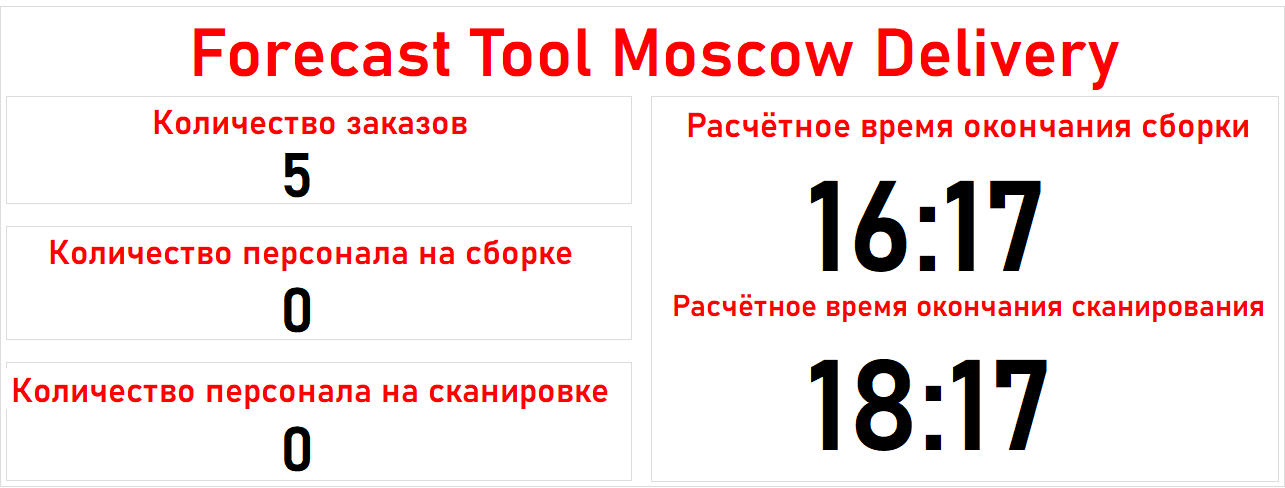 Forecast Tool Moscow Delivery
Количество заказов
5
Количество персонала на сборке
0
Количество персонала на сканировке
0
Расчётное время окончания сборки
16:17
Расчётное время окончания сканирования
18:17